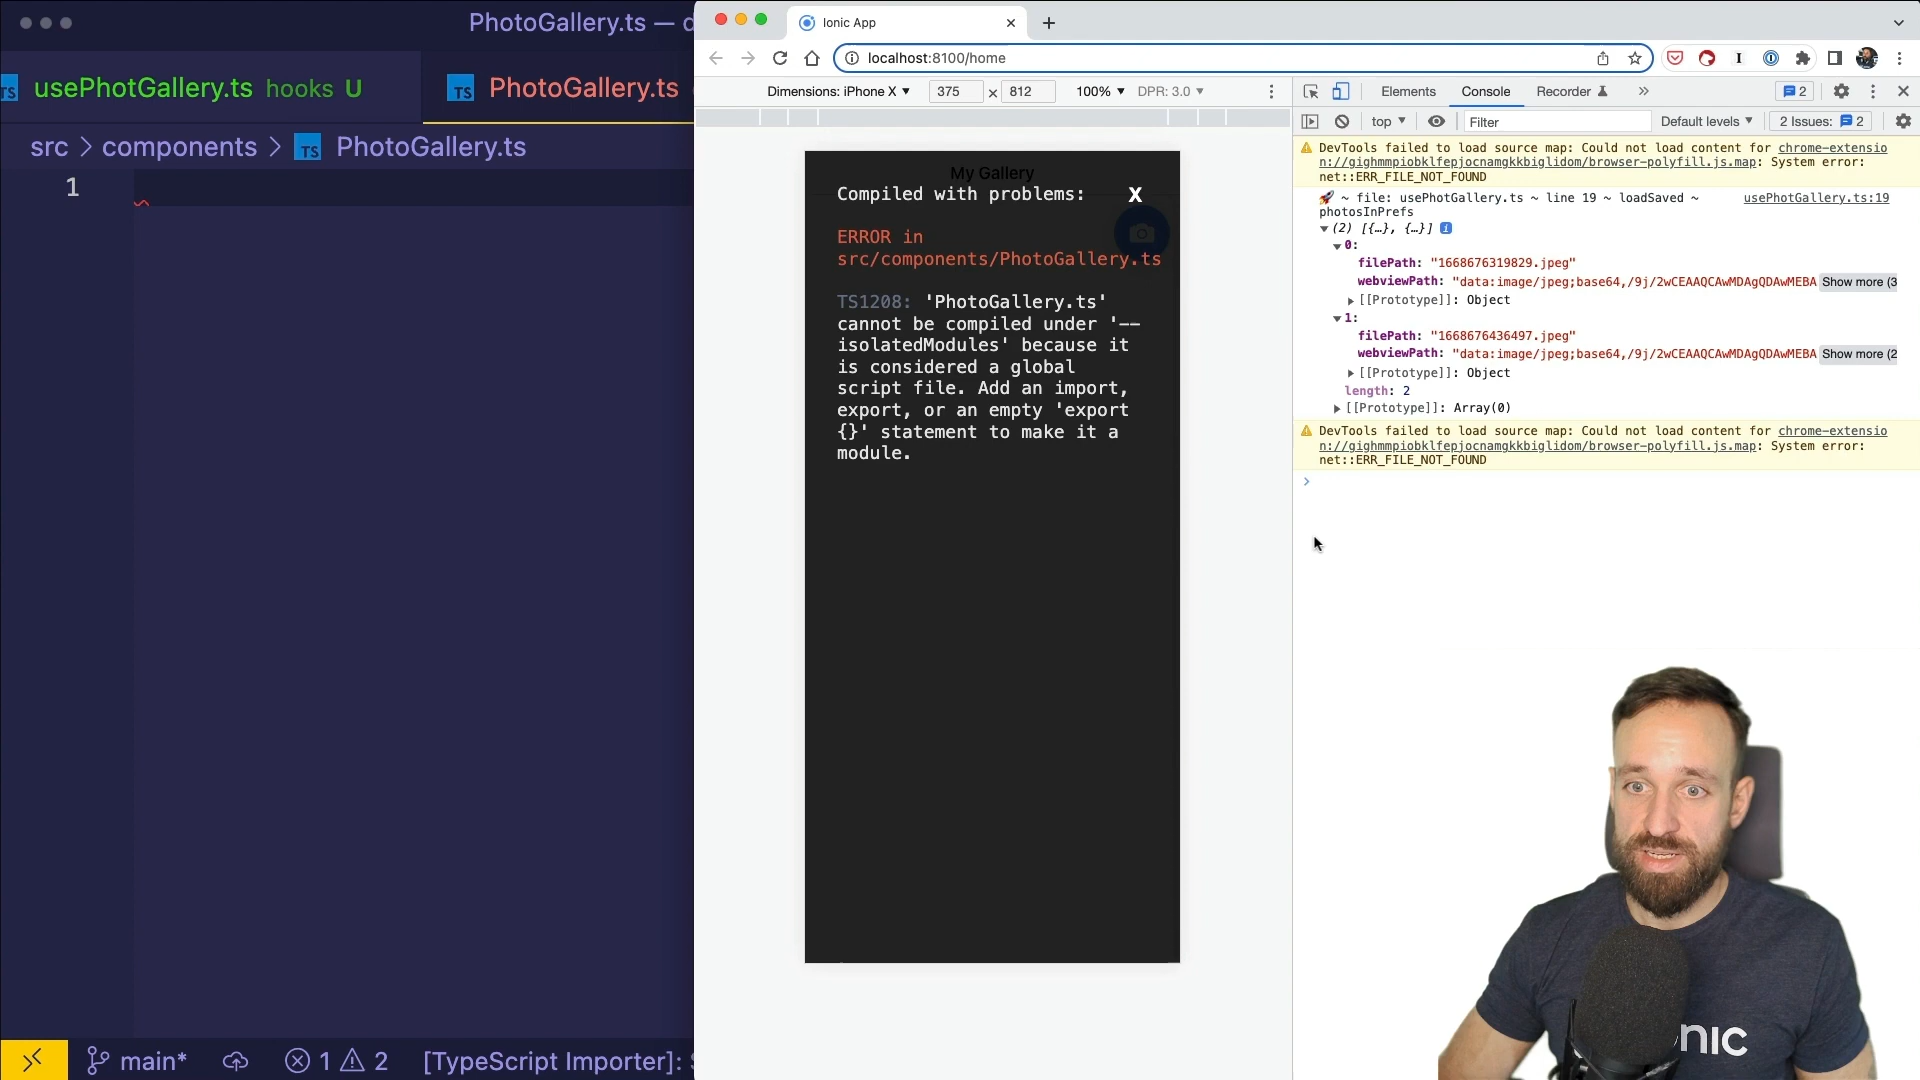 PhotoGallery.ts — d
TS usePhotGallery.ts hooks U
TS PhotoGallery.ts
src > components > TS PhotoGallery.ts
1
main*
1 2
[TypeScript Importer]: S
Ionic App
localhost:8100/home
Dimensions: iPhone X 375 × 812 100% DPR: 3.0
My Gallery
Compiled with problems: X
ERROR in
src/components/PhotoGallery.ts
TS1208: 'PhotoGallery.ts'
cannot be compiled under '--
isolatedModules' because it
is considered a global
script file. Add an import,
export, or an empty 'export
{}' statement to make it a
module.
Elements Console Recorder 2
top Filter Default levels 2 Issues: 2
DevTools failed to load source map: Could not load content for chrome-extensio
n://gighmmpiobklfepjocnamgkkbiglidom/browser-polyfill.js.map: System error:
net::ERR_FILE_NOT_FOUND
🚀 ~ file: usePhotGallery.ts ~ line 19 ~ loadSaved ~ usePhotGallery.ts:19
photosInPrefs
(2) [{…}, {…}] i
0:
filePath: "1668676319829.jpeg"
webviewPath: "data:image/jpeg;base64,/9j/2wCEAAQCAwMDAgQDAwMEBA Show more (3
[[Prototype]]: Object
1:
filePath: "1668676436497.jpeg"
webviewPath: "data:image/jpeg;base64,/9j/2wCEAAQCAwMDAgQDAwMEBA Show more (2
[[Prototype]]: Object
length: 2
[[Prototype]]: Array(0)
DevTools failed to load source map: Could not load content for chrome-extensio
n://gighmmpiobklfepjocnamgkkbiglidom/browser-polyfill.js.map: System error:
net::ERR_FILE_NOT_FOUND
nic